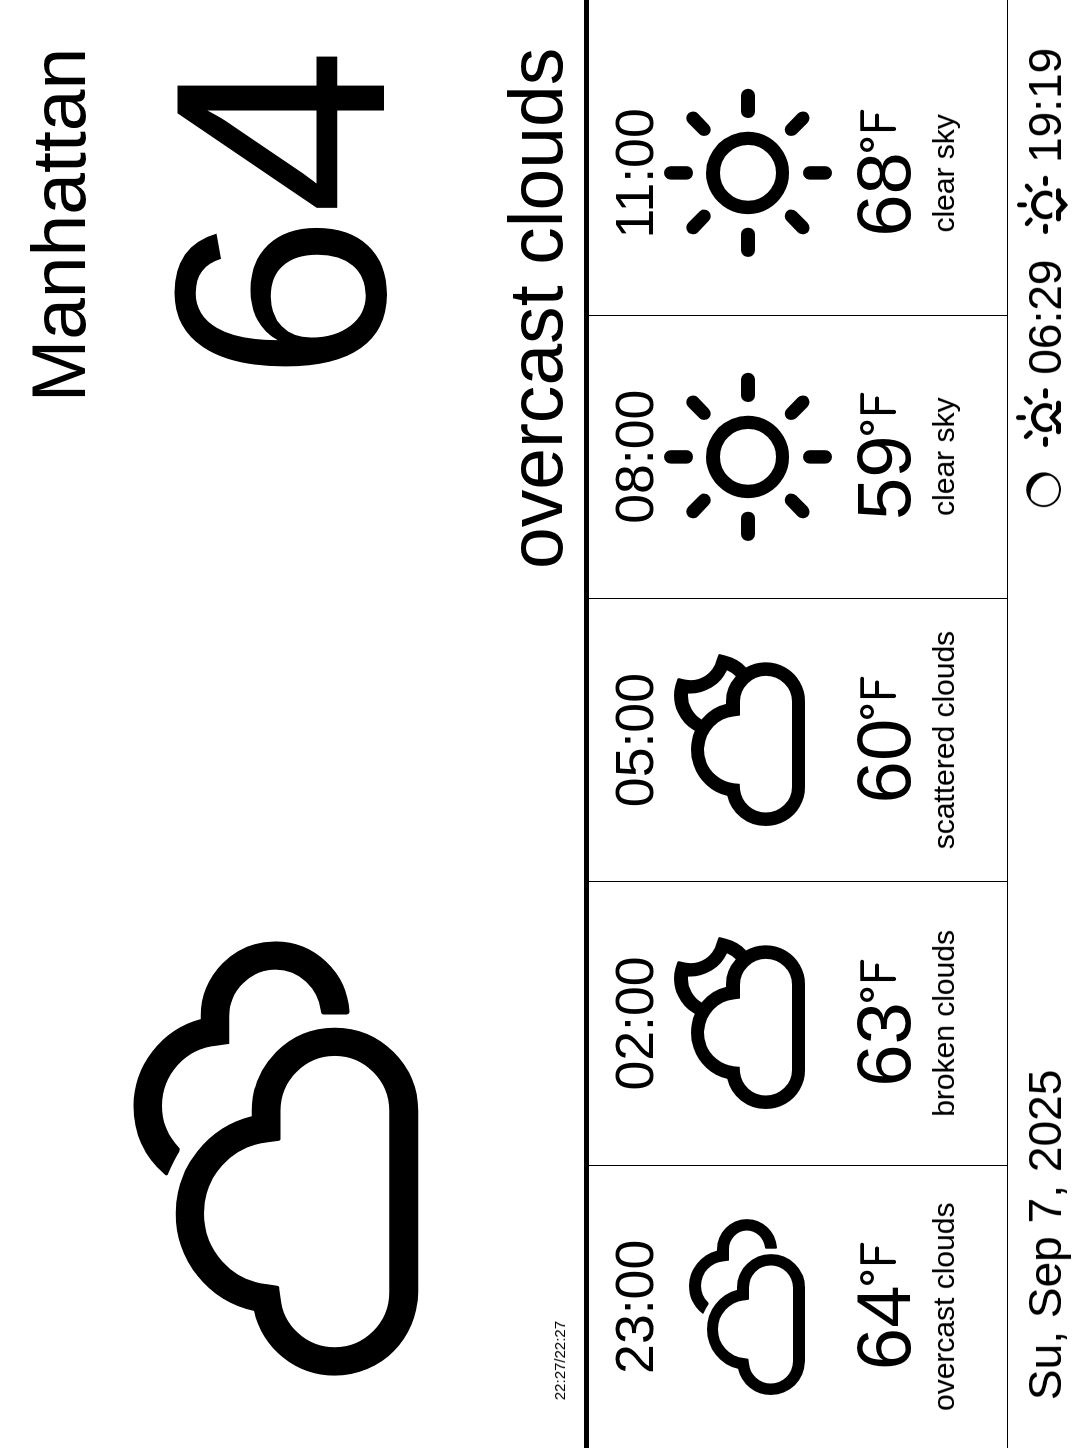 Manhattan
64
overcast clouds
22:27/22:27
23:00
64°F
overcast clouds
02:00
63°F
broken clouds
05:00
60°F
scattered clouds
08:00
59°F
clear sky
11:00
68°F
clear sky
Su, Sep 7, 2025
06:29 19:19